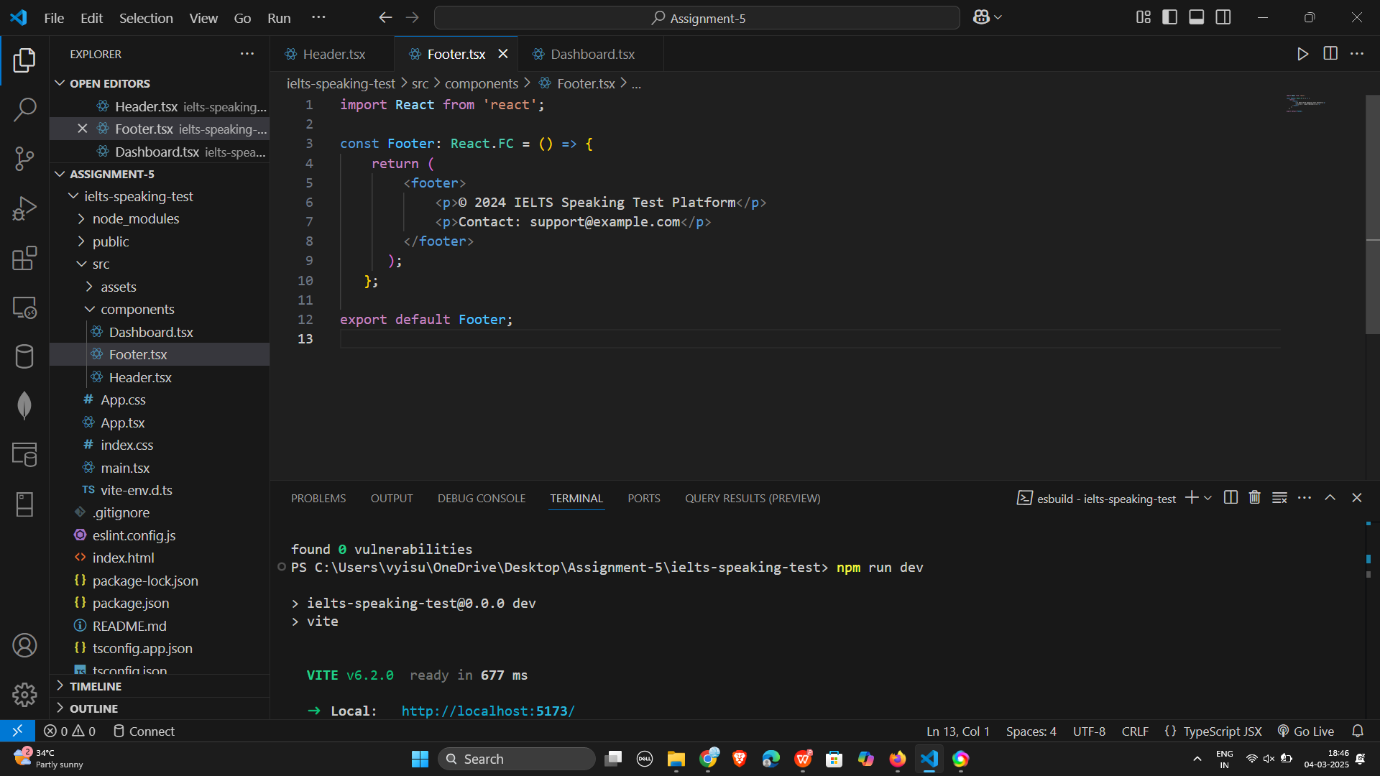 File Edit Selection View Go Run ··· Assignment-5
EXPLORER ···
OPEN EDITORS
Header.tsx ielts-speaking...
Footer.tsx ielts-speaking-...
Dashboard.tsx ielts-spea...
ASSIGNMENT-5
ielts-speaking-test
node_modules
public
src
assets
components
Dashboard.tsx
Footer.tsx
Header.tsx
# App.css
App.tsx
# index.css
main.tsx
TS vite-env.d.ts
.gitignore
eslint.config.js
<> index.html
{} package-lock.json
{} package.json
README.md
{} tsconfig.app.json
tsconfig.json
TIMELINE
OUTLINE
Header.tsx Footer.tsx Dashboard.tsx
ielts-speaking-test > src > components > Footer.tsx > ...
1 import React from 'react';
2
3 const Footer: React.FC = () => {
4 return (
5 <footer>
6 <p>© 2024 IELTS Speaking Test Platform</p>
7 <p>Contact: support@example.com</p>
8 </footer>
9 );
10 };
11
12 export default Footer;
13
PROBLEMS OUTPUT DEBUG CONSOLE TERMINAL PORTS QUERY RESULTS (PREVIEW) esbuild - ielts-speaking-test
found 0 vulnerabilities
PS C:\Users\vyisu\OneDrive\Desktop\Assignment-5\ielts-speaking-test> npm run dev
> ielts-speaking-test@0.0.0 dev
> vite
VITE v6.2.0 ready in 677 ms
➜ Local: http://localhost:5173/
0 0 Connect Ln 13, Col 1 Spaces: 4 UTF-8 CRLF {} TypeScript JSX Go Live
34°C
Partly sunny
Search
ENG
IN
18:46
04-03-2025